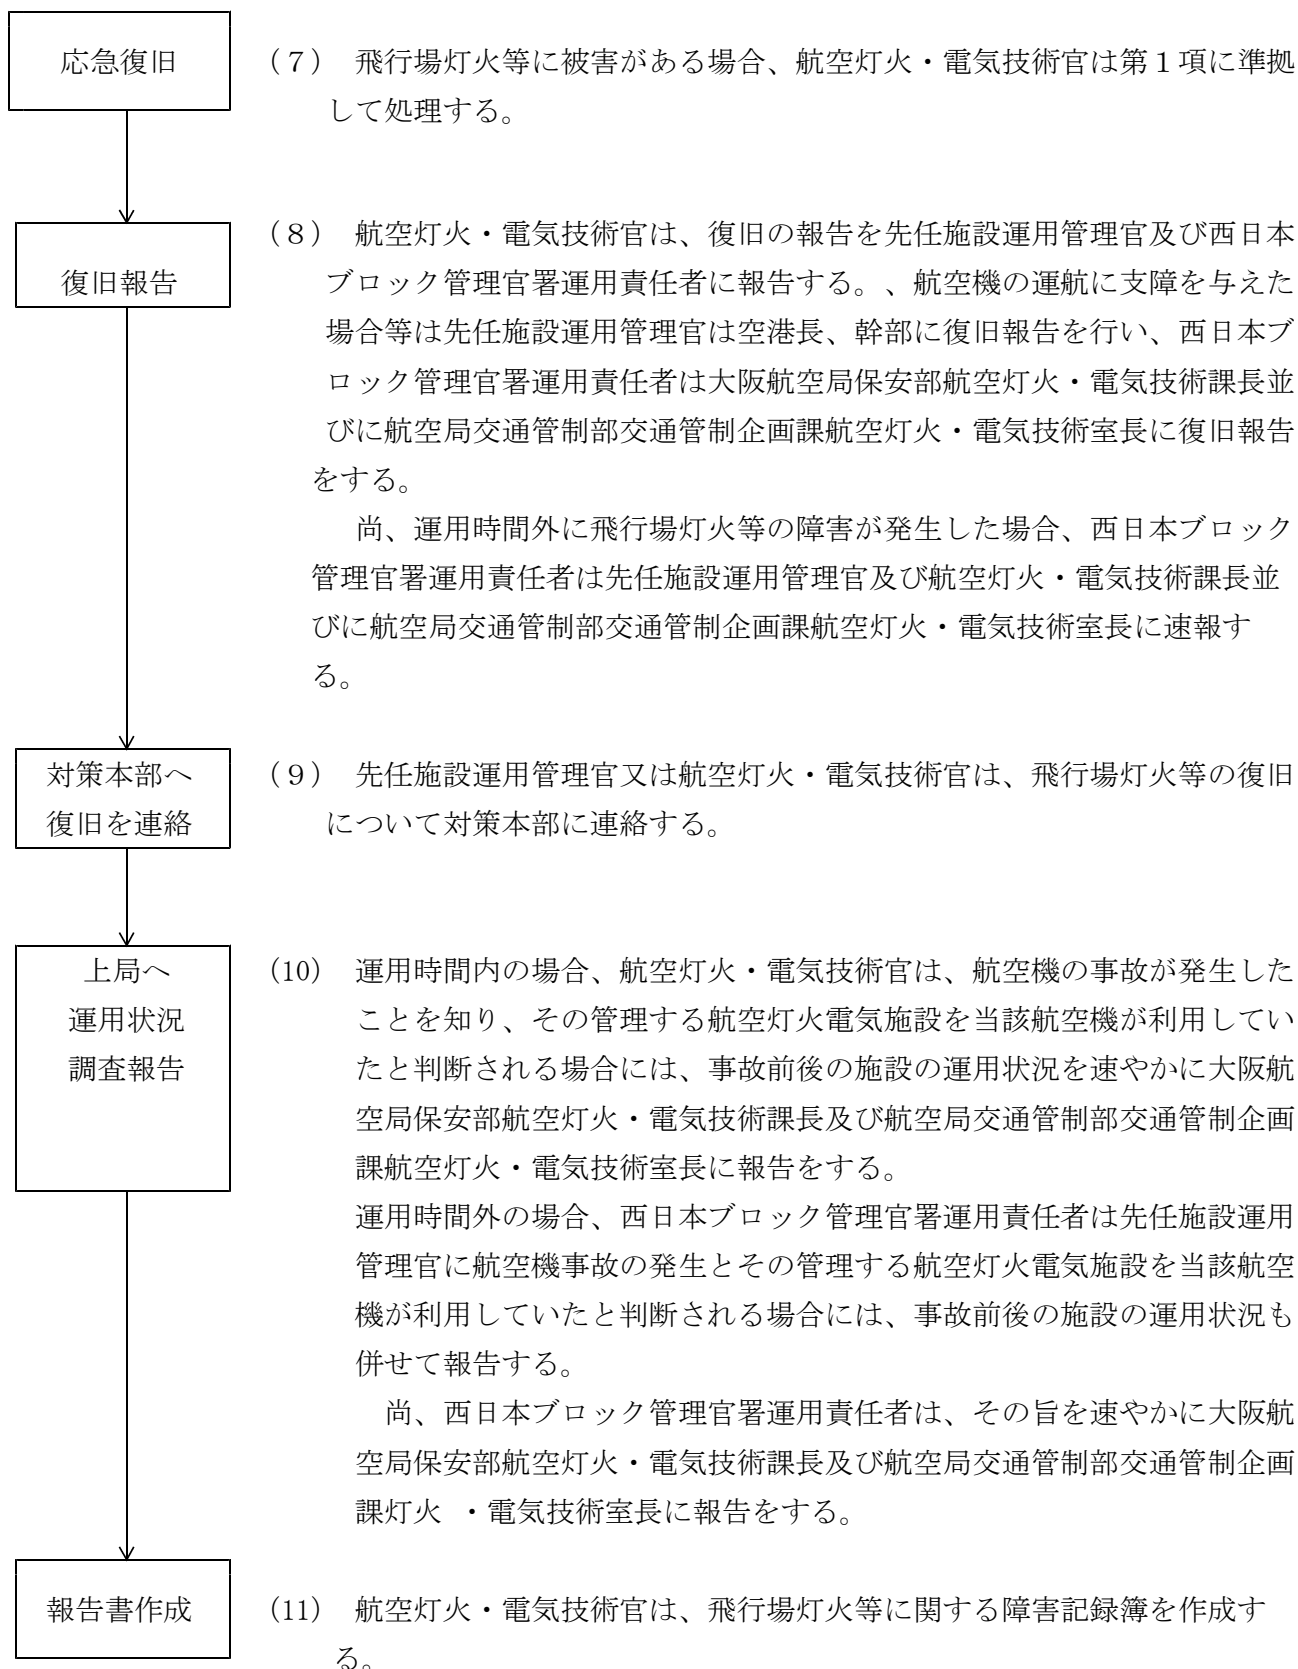 応急復旧
（７）　飛行場灯火等に被害がある場合、航空灯火・電気技術官は第１項に準拠
して処理する。
復旧報告
（８）　航空灯火・電気技術官は、復旧の報告を先任施設運用管理官及び西日本
ブロック管理官署運用責任者に報告する。、航空機の運航に支障を与えた
場合等は先任施設運用管理官は空港長、幹部に復旧報告を行い、西日本ブ
ロック管理官署運用責任者は大阪航空局保安部航空灯火・電気技術課長並
びに航空局交通管制部交通管制企画課航空灯火・電気技術室長に復旧報告
をする。
尚、運用時間外に飛行場灯火等の障害が発生した場合、西日本ブロック
管理官署運用責任者は先任施設運用管理官及び航空灯火・電気技術課長並
びに航空局交通管制部交通管制企画課航空灯火・電気技術室長に速報す
る。
対策本部へ
復旧を連絡
（９）　先任施設運用管理官又は航空灯火・電気技術官は、飛行場灯火等の復旧
について対策本部に連絡する。
上局へ
運用状況
調査報告
(10)　運用時間内の場合、航空灯火・電気技術官は、航空機の事故が発生した
ことを知り、その管理する航空灯火電気施設を当該航空機が利用してい
たと判断される場合には、事故前後の施設の運用状況を速やかに大阪航
空局保安部航空灯火・電気技術課長及び航空局交通管制部交通管制企画
課航空灯火・電気技術室長に報告をする。
運用時間外の場合、西日本ブロック管理官署運用責任者は先任施設運用
管理官に航空機事故の発生とその管理する航空灯火電気施設を当該航空
機が利用していたと判断される場合には、事故前後の施設の運用状況も
併せて報告する。
尚、西日本ブロック管理官署運用責任者は、その旨を速やかに大阪航
空局保安部航空灯火・電気技術課長及び航空局交通管制部交通管制企画
課灯火 ・電気技術室長に報告をする。
報告書作成
(11)　航空灯火・電気技術官は、飛行場灯火等に関する障害記録簿を作成す
る。